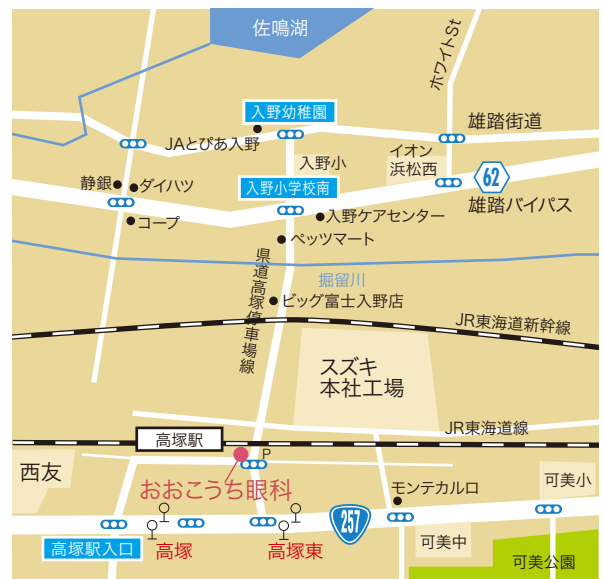 佐鳴湖
ホワイトSt
入野幼稚園
雄踏街道
JAとぴあ入野
入野小
イオン
浜松西
静銀
ダイハツ
入野小学校南
62
雄踏バイパス
コープ
入野ケアセンター
ペッツマート
県道高塚停車場線
掘留川
ビッグ富士入野店
JR東海道新幹線
スズキ
本社工場
JR東海道線
高塚駅
P
西友
おおこうち眼科
モンテカルロ
可美小
257
高塚駅入口
高塚
高塚東
可美中
可美公園